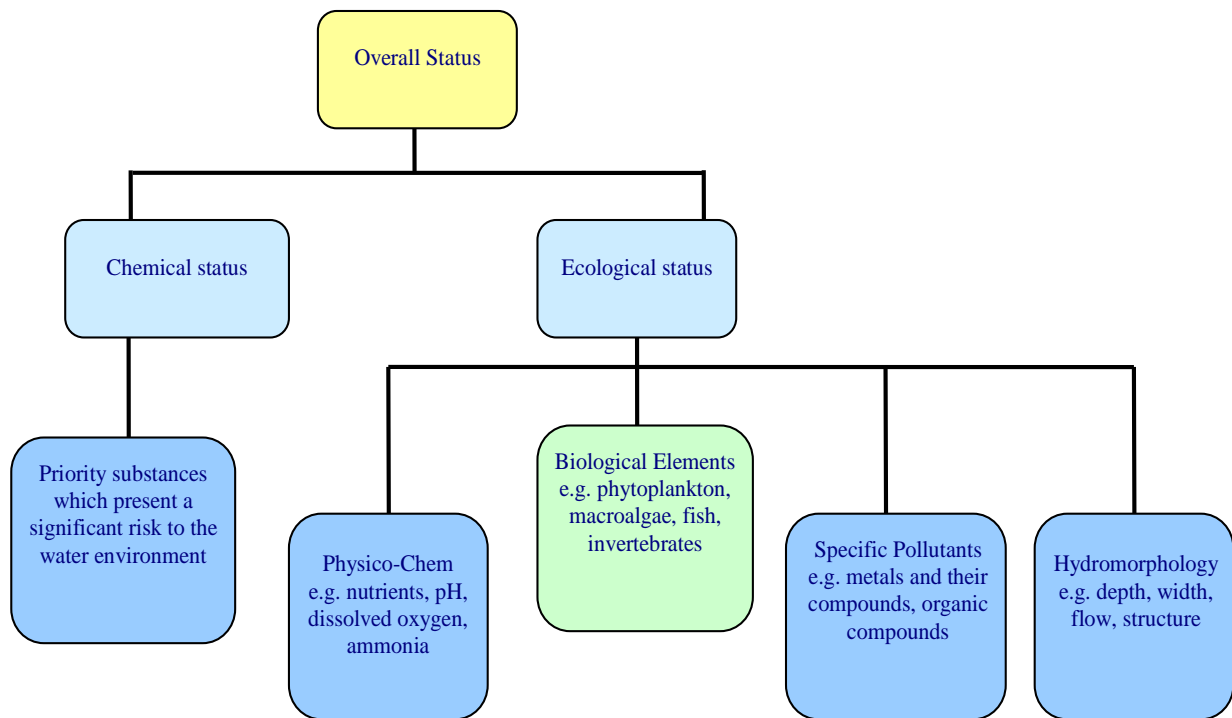 Overall Status
Chemical status
Ecological status
Priority substances
which present a
significant risk to the
water environment
Physico-Chem
e.g. nutrients, pH,
dissolved oxygen,
ammonia
Biological Elements
e.g. phytoplankton,
macroalgae, fish,
invertebrates
Specific Pollutants
e.g. metals and their
compounds, organic
compounds
Hydromorphology
e.g. depth, width,
flow, structure